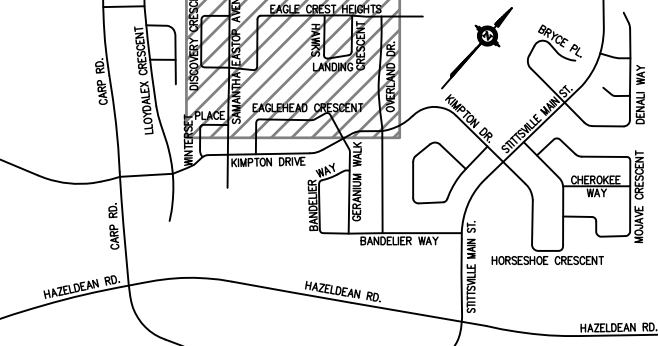 EAGLE CREST HEIGHTS
DISCOVERY CRESC
SAMANTHA EASTOP AVEN
HAWKS
LANDING
CRESCENT
OVERLAND DR.
CARP RD.
LLOYDALEX CRESCENT
WINTERSET
PLACE
EAGLEHEAD CRESCENT
KIMPTON DRIVE
KIMPTON DR.
BRYCE PL.
STITTSVILLE MAIN ST.
DENALI WAY
CHEROKEE
WAY
MOJAVE CRESCENT
BANDELIER WAY
GERANIUM WALK
BANDELIER WAY
CARP RD.
STITTSVILLE MAIN ST.
HORSESHOE CRESCENT
HAZELDEAN RD.
HAZELDEAN RD.
HAZELDEAN RD.